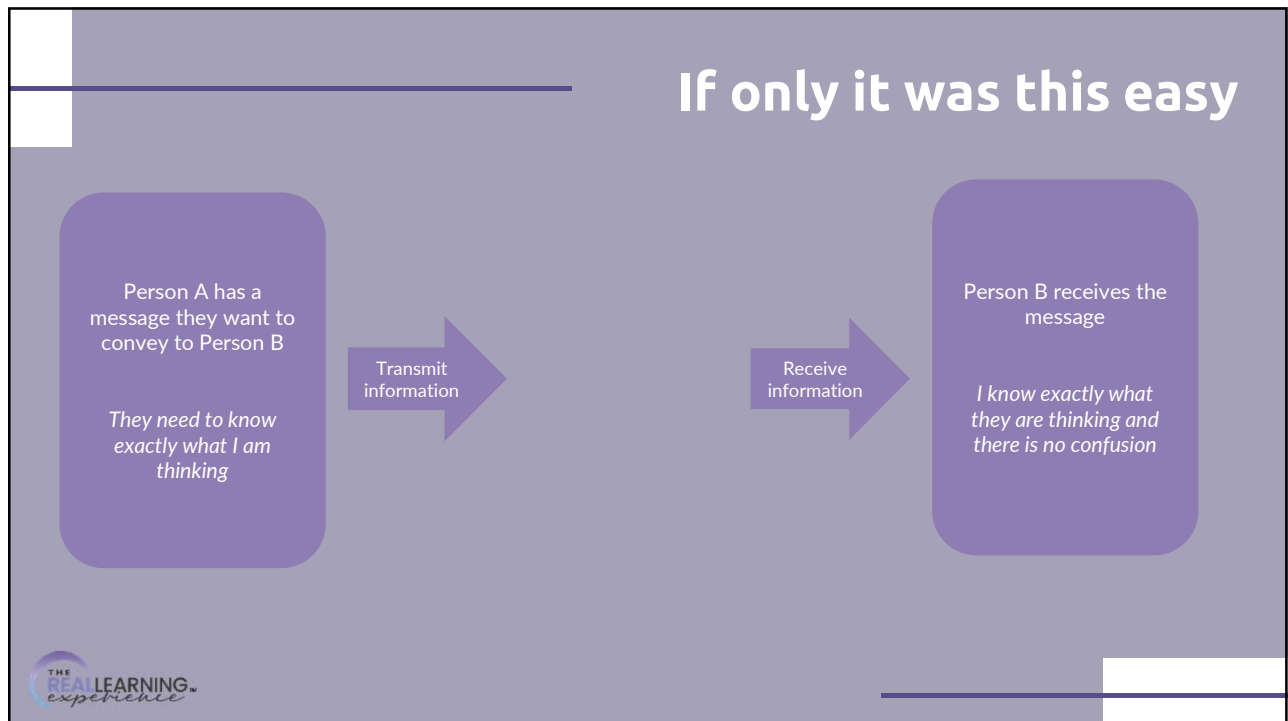 If only it was this easy
Person A has a
message they want to
convey to Person B
They need to know
exactly what I am
thinking
Transmit
information
Receive
information
Person B receives the
message
I know exactly what
they are thinking and
there is no confusion
THE
REALLEARNING
experience